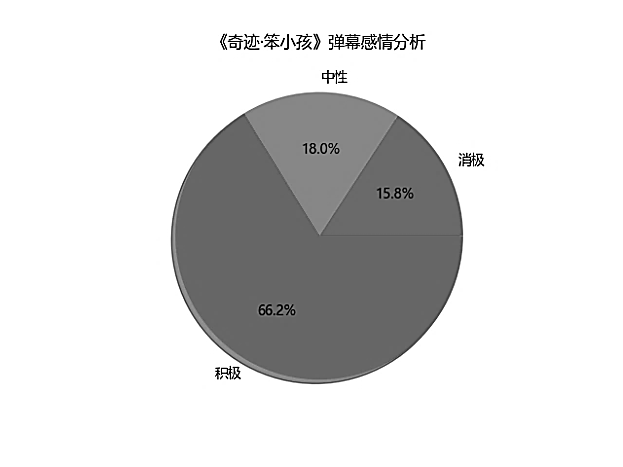 《奇迹·笨小孩》弹幕感情分析
中性
消极
18.0%
15.8%
66.2%
积极